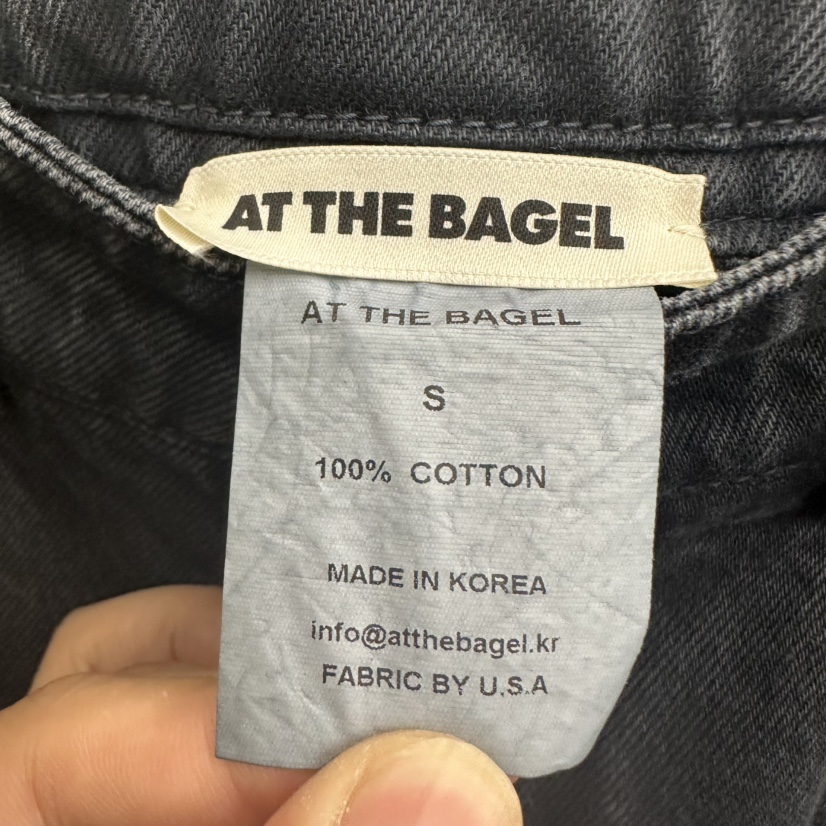 AT THE BAGEL
AT THE BAGEL
S
100% COTTON
MADE IN KOREA
info@atthebagel.kr
FABRIC BY U.S.A